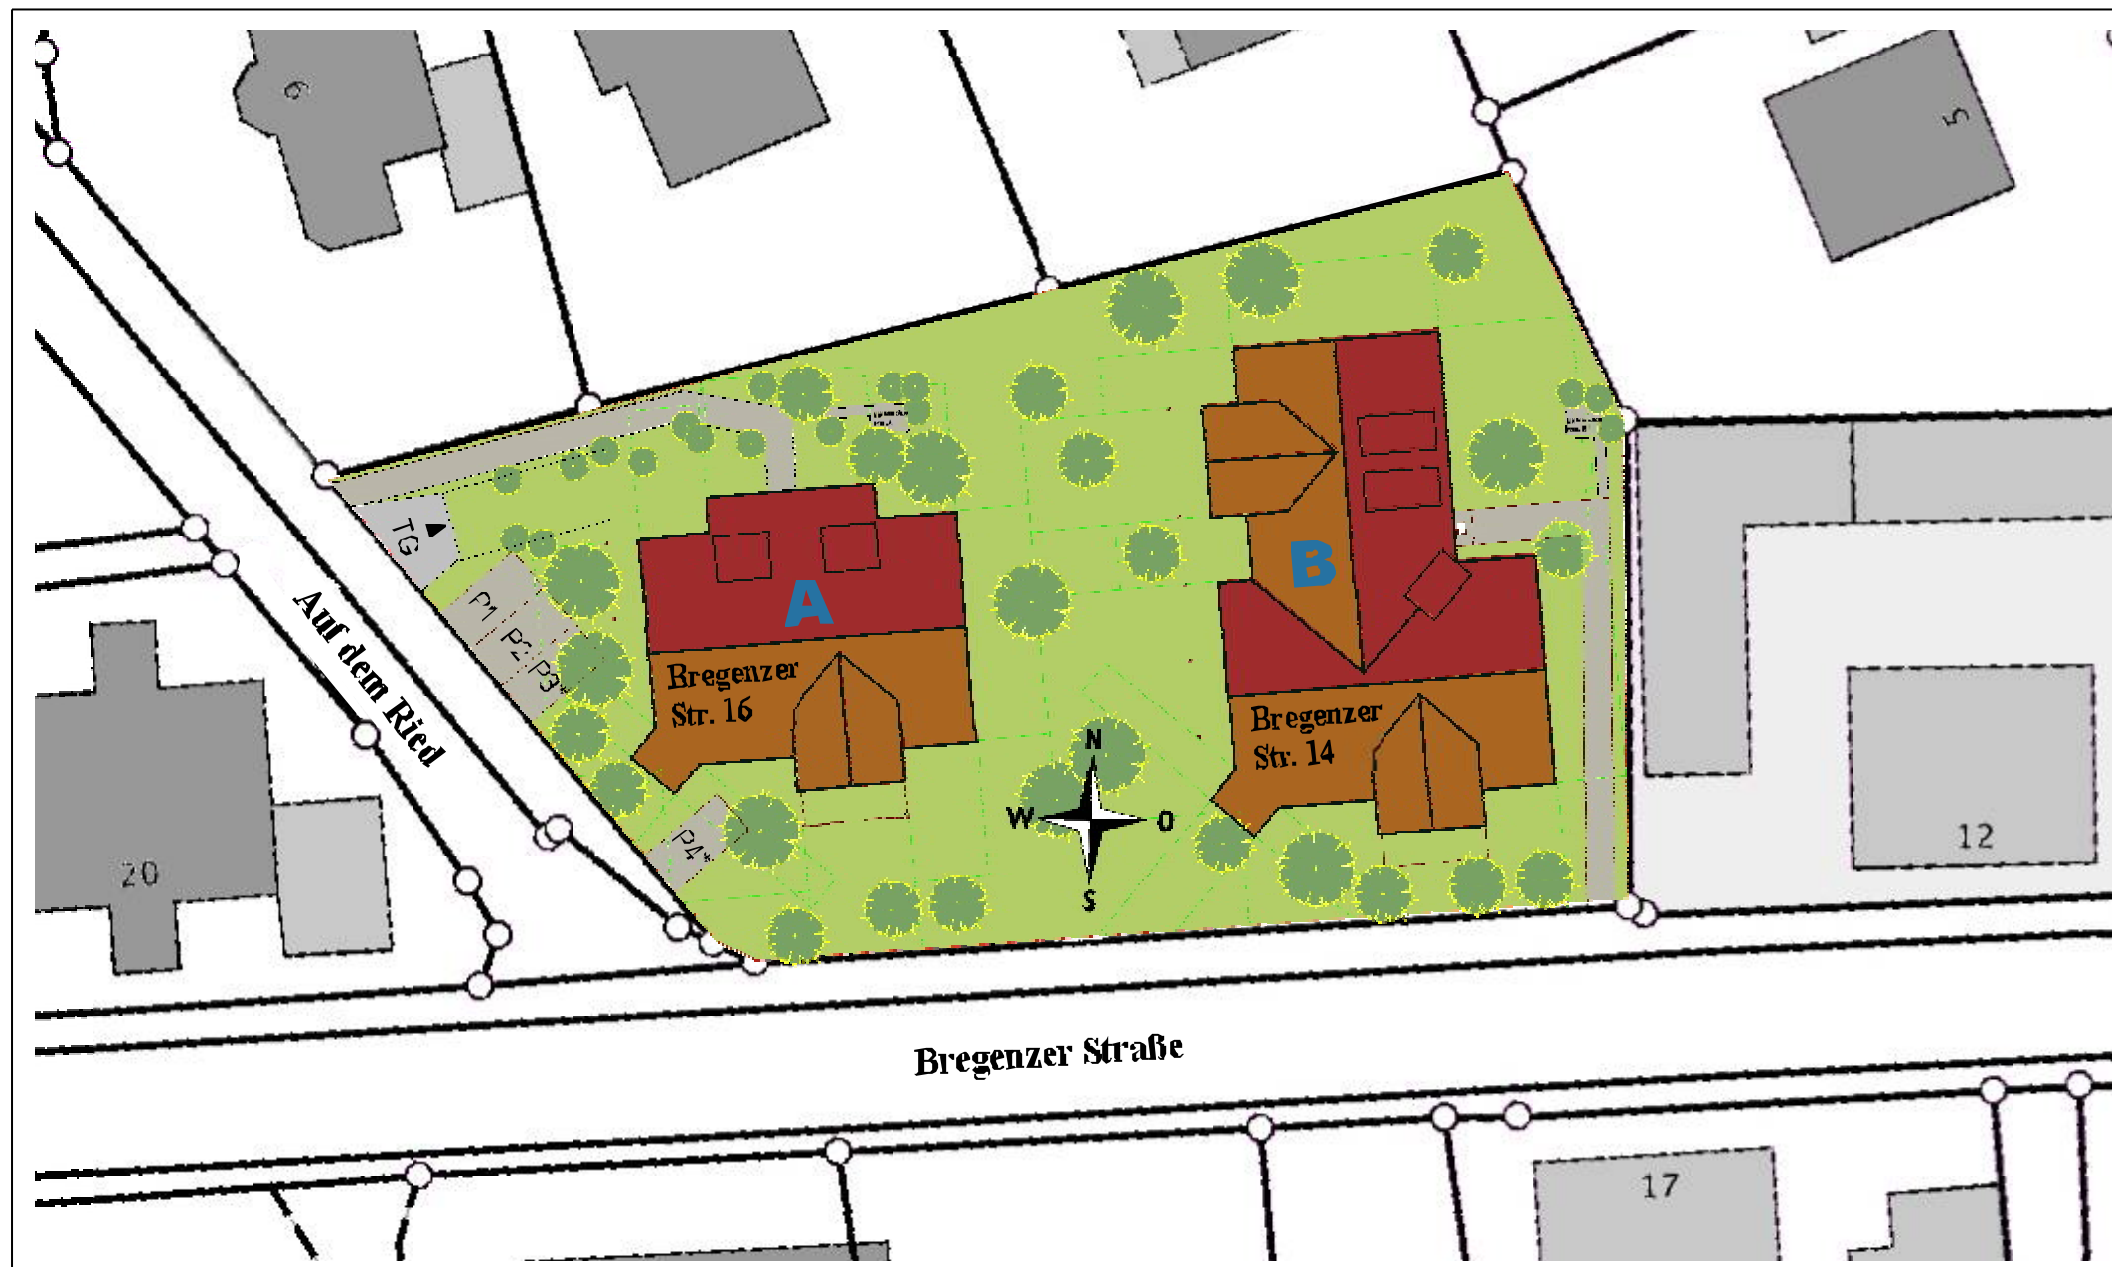 6
5
TG
P1
P2
P3*
Auf dem Ried
A
B
Bregenzer
Str. 16
Bregenzer
Str. 14
N
W
O
S
P4*
20
12
Bregenzer Straße
17